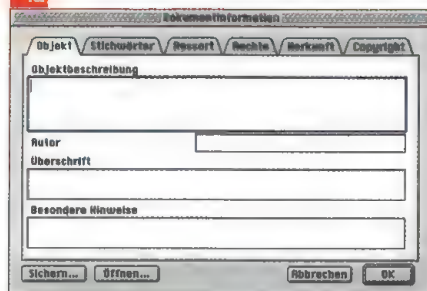 Dokumentinformation
Objekt Stichwörter Ressort Rechte Herkunft Copyright
Objektbeschreibung
Autor
Überschrift
Besondere Hinweise
Sichern... Öffnen... Abbrechen OK